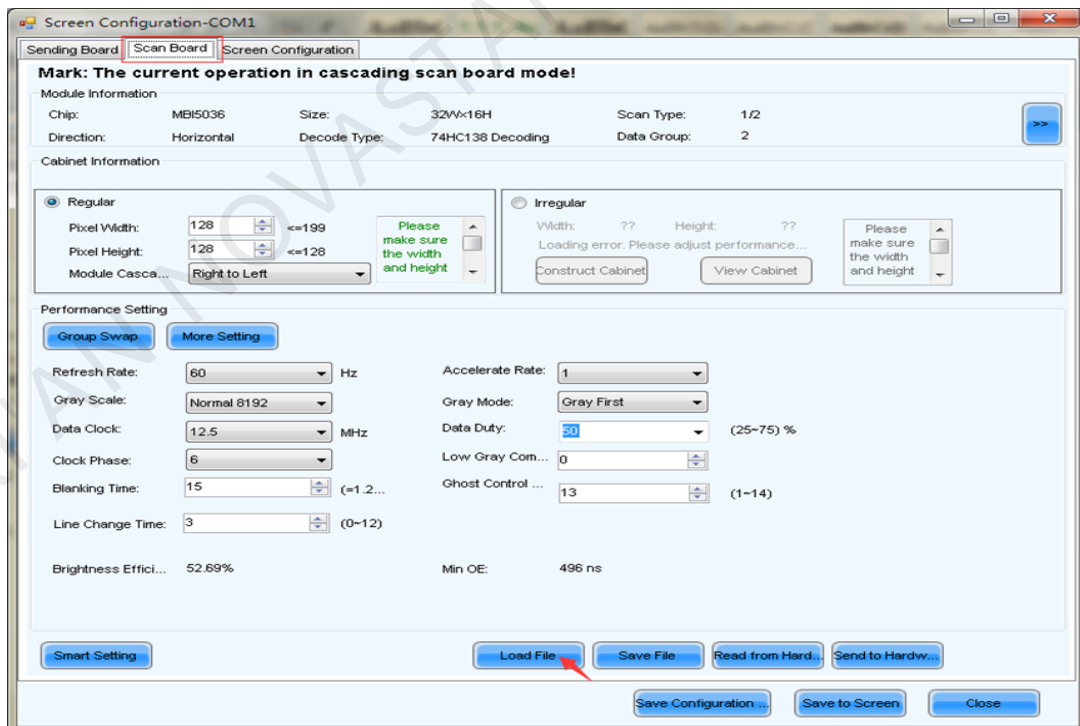 Screen Configuration-COM1
Sending Board Scan Board Screen Configuration
Mark: The current operation in cascading scan board mode!
Module Information
Chip: MBI5036 Size: 32W×16H Scan Type: 1/2
Direction: Horizontal Decode Type: 74HC138 Decoding Data Group: 2
>>
Cabinet Information
Regular
Pixel Width: 128 <=199
Pixel Height: 128 <=128
Module Casca... Right to Left
Please
make sure
the width
and height
Irregular
Width: ?? Height: ??
Loading error. Please adjust performance...
Construct Cabinet View Cabinet
Please
make sure
the width
and height
Performance Setting
Group Swap More Setting
Refresh Rate: 60 Hz Accelerate Rate: 1
Gray Scale: Normal 8192 Gray Mode: Gray First
Data Clock: 12.5 MHz Data Duty: 50 (25~75) %
Clock Phase: 6 Low Gray Com... 0
Blanking Time: 15 (=1.2... Ghost Control ... 13 (1~14)
Line Change Time: 3 (0~12)
Brightness Effici... 52.69% Min OE: 496 ns
Smart Setting Load File Save File Read from Hard... Send to Hardw...
Save Configuration ... Save to Screen Close